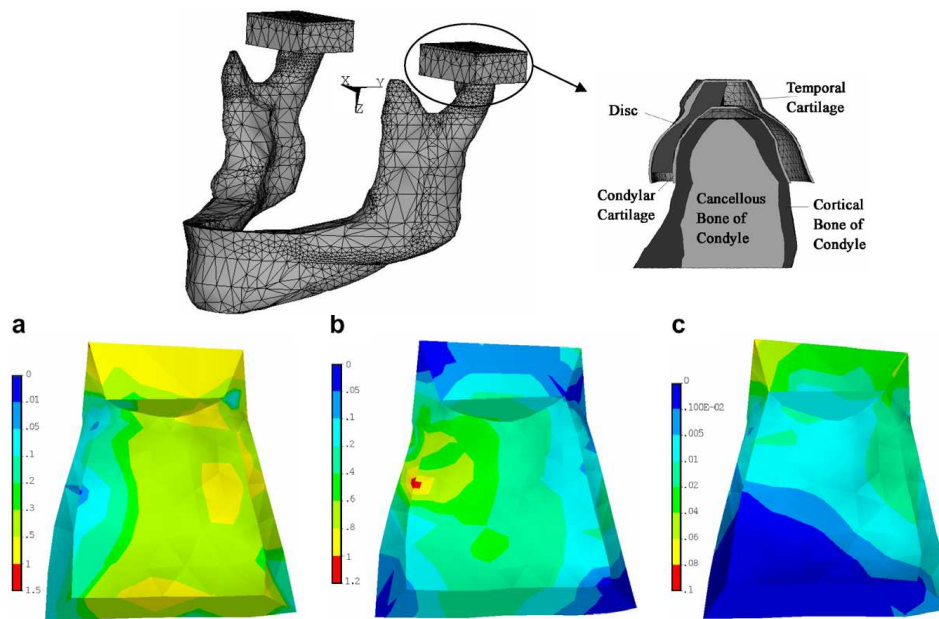 X
Y
Z
Temporal
Cartilage
Disc
Condylar
Cartilage
Cancellous
Bone of
Condyle
Cortical
Bone of
Condyle
a
b
c
0
.01
.05
.1
.2
.3
.5
1
1.5
0
.05
.1
.2
.4
.6
.8
1
1.2
0
.100E-02
.005
.01
.02
.04
.06
.08
.1